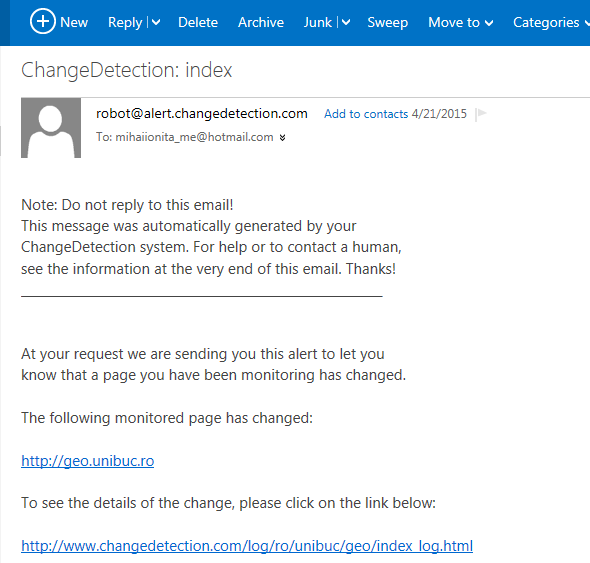 New Reply Delete Archive Junk Sweep Move to Categories
ChangeDetection: index
robot@alert.changedetection.com Add to contacts 4/21/2015
To: mihaiionita_me@hotmail.com
Note: Do not reply to this email!
This message was automatically generated by your
ChangeDetection system. For help or to contact a human,
see the information at the very end of this email. Thanks!
At your request we are sending you this alert to let you
know that a page you have been monitoring has changed.
The following monitored page has changed:
http://geo.unibuc.ro
To see the details of the change, please click on the link below:
http://www.changedetection.com/log/ro/unibuc/geo/index_log.html